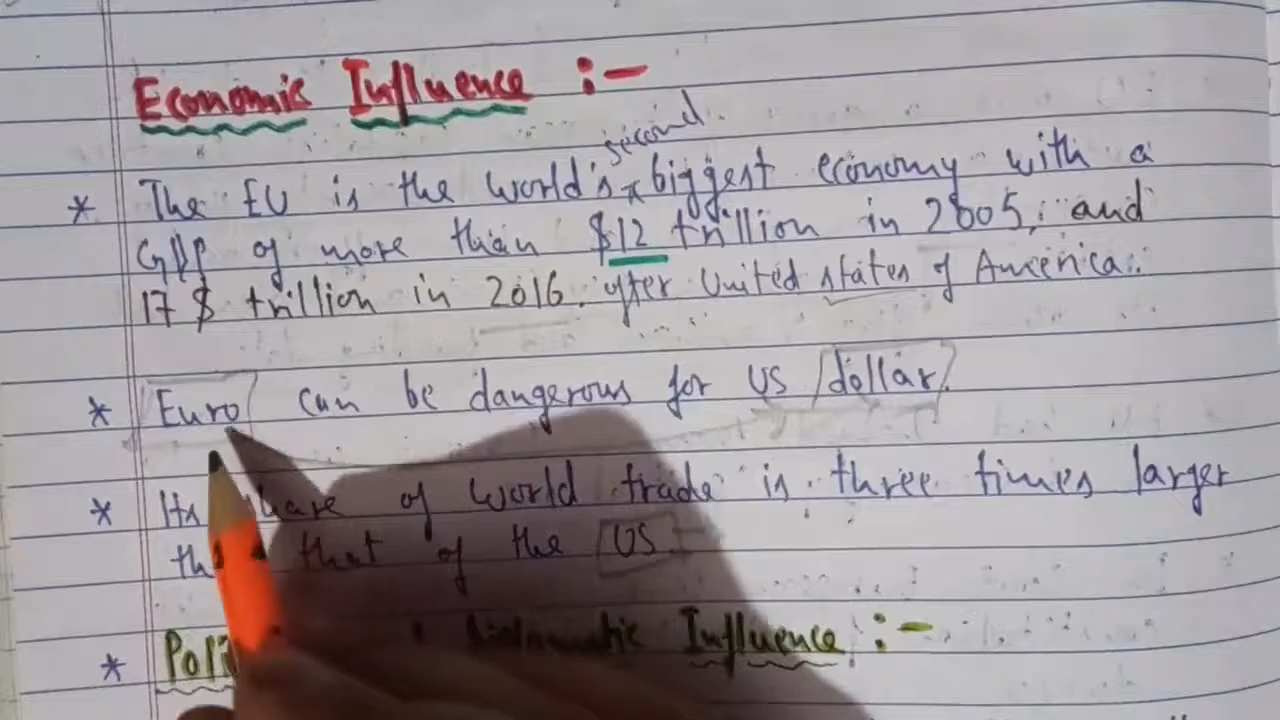 Economic Influence :-
second.
* The EU is the world's x biggest economy with a
GDP of more than $12 trillion in 2005, and
17 $ trillion in 2016. after United states of America.
* Euro can be dangerous for US dollar.
* Its share of world trade is three times larger
that of the US.
* Influence :-